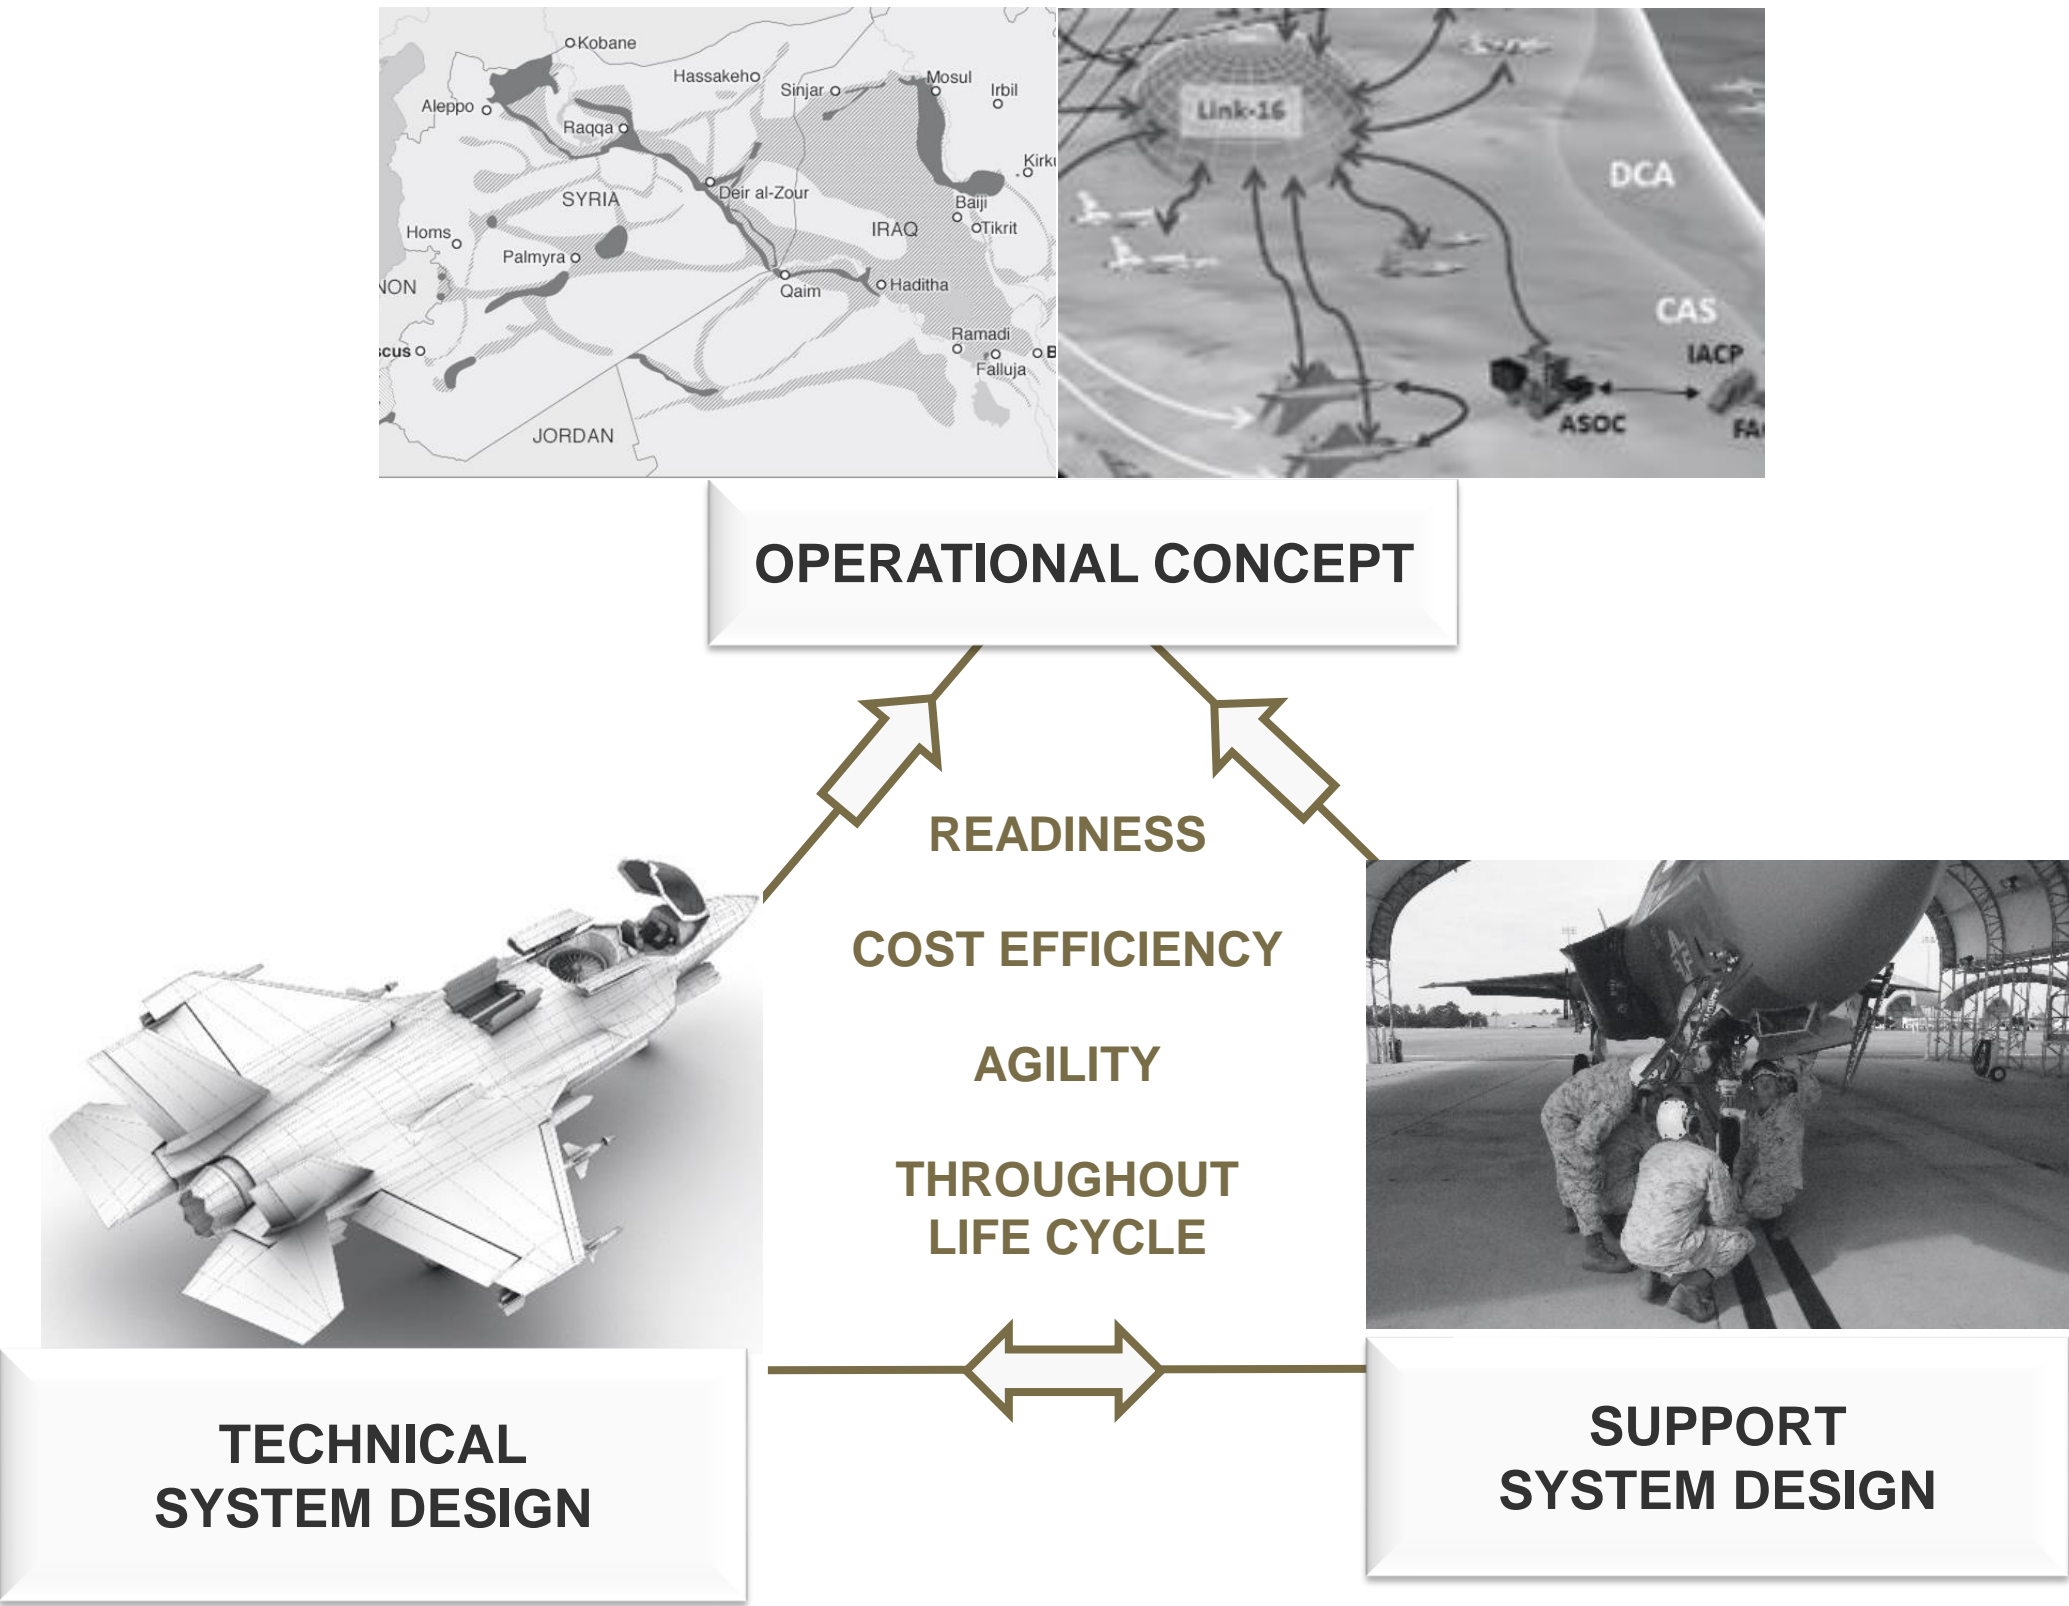 Kobane
Hassakeh
Sinjar
Mosul
Irbil
Aleppo
Raqqa
Deir al-Zour
SYRIA
Baiji
IRAQ
Tikrit
Homs
Palmyra
Qaim
Haditha
Ramadi
Falluja
JORDAN
Link-16
DCA
CAS
IACP
ASOC
OPERATIONAL CONCEPT
READINESS
COST EFFICIENCY
AGILITY
THROUGHOUT
LIFE CYCLE
TECHNICAL
SYSTEM DESIGN
SUPPORT
SYSTEM DESIGN